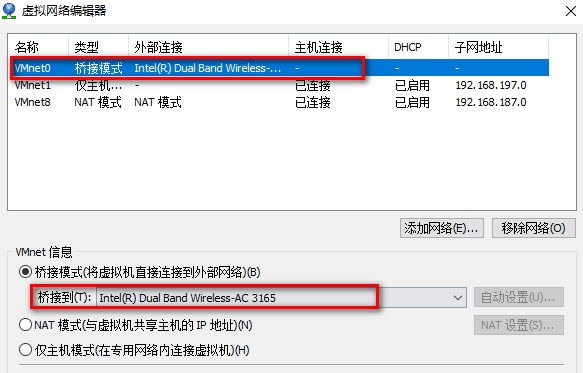 虚拟网络编辑器
名称 类型 外部连接 主机连接 DHCP 子网地址
VMnet0 桥接模式 Intel(R) Dual Band Wireless-... - - -
VMnet1 仅主机... - 已连接 已启用 192.168.197.0
VMnet8 NAT 模式 NAT 模式 已连接 已启用 192.168.187.0
添加网络(E)... 移除网络(O)
VMnet 信息
桥接模式(将虚拟机直接连接到外部网络)(B)
桥接到(T): Intel(R) Dual Band Wireless-AC 3165 自动设置(U)...
NAT 模式(与虚拟机共享主机的 IP 地址)(N) NAT 设置(S)...
仅主机模式(在专用网络内连接虚拟机)(H)